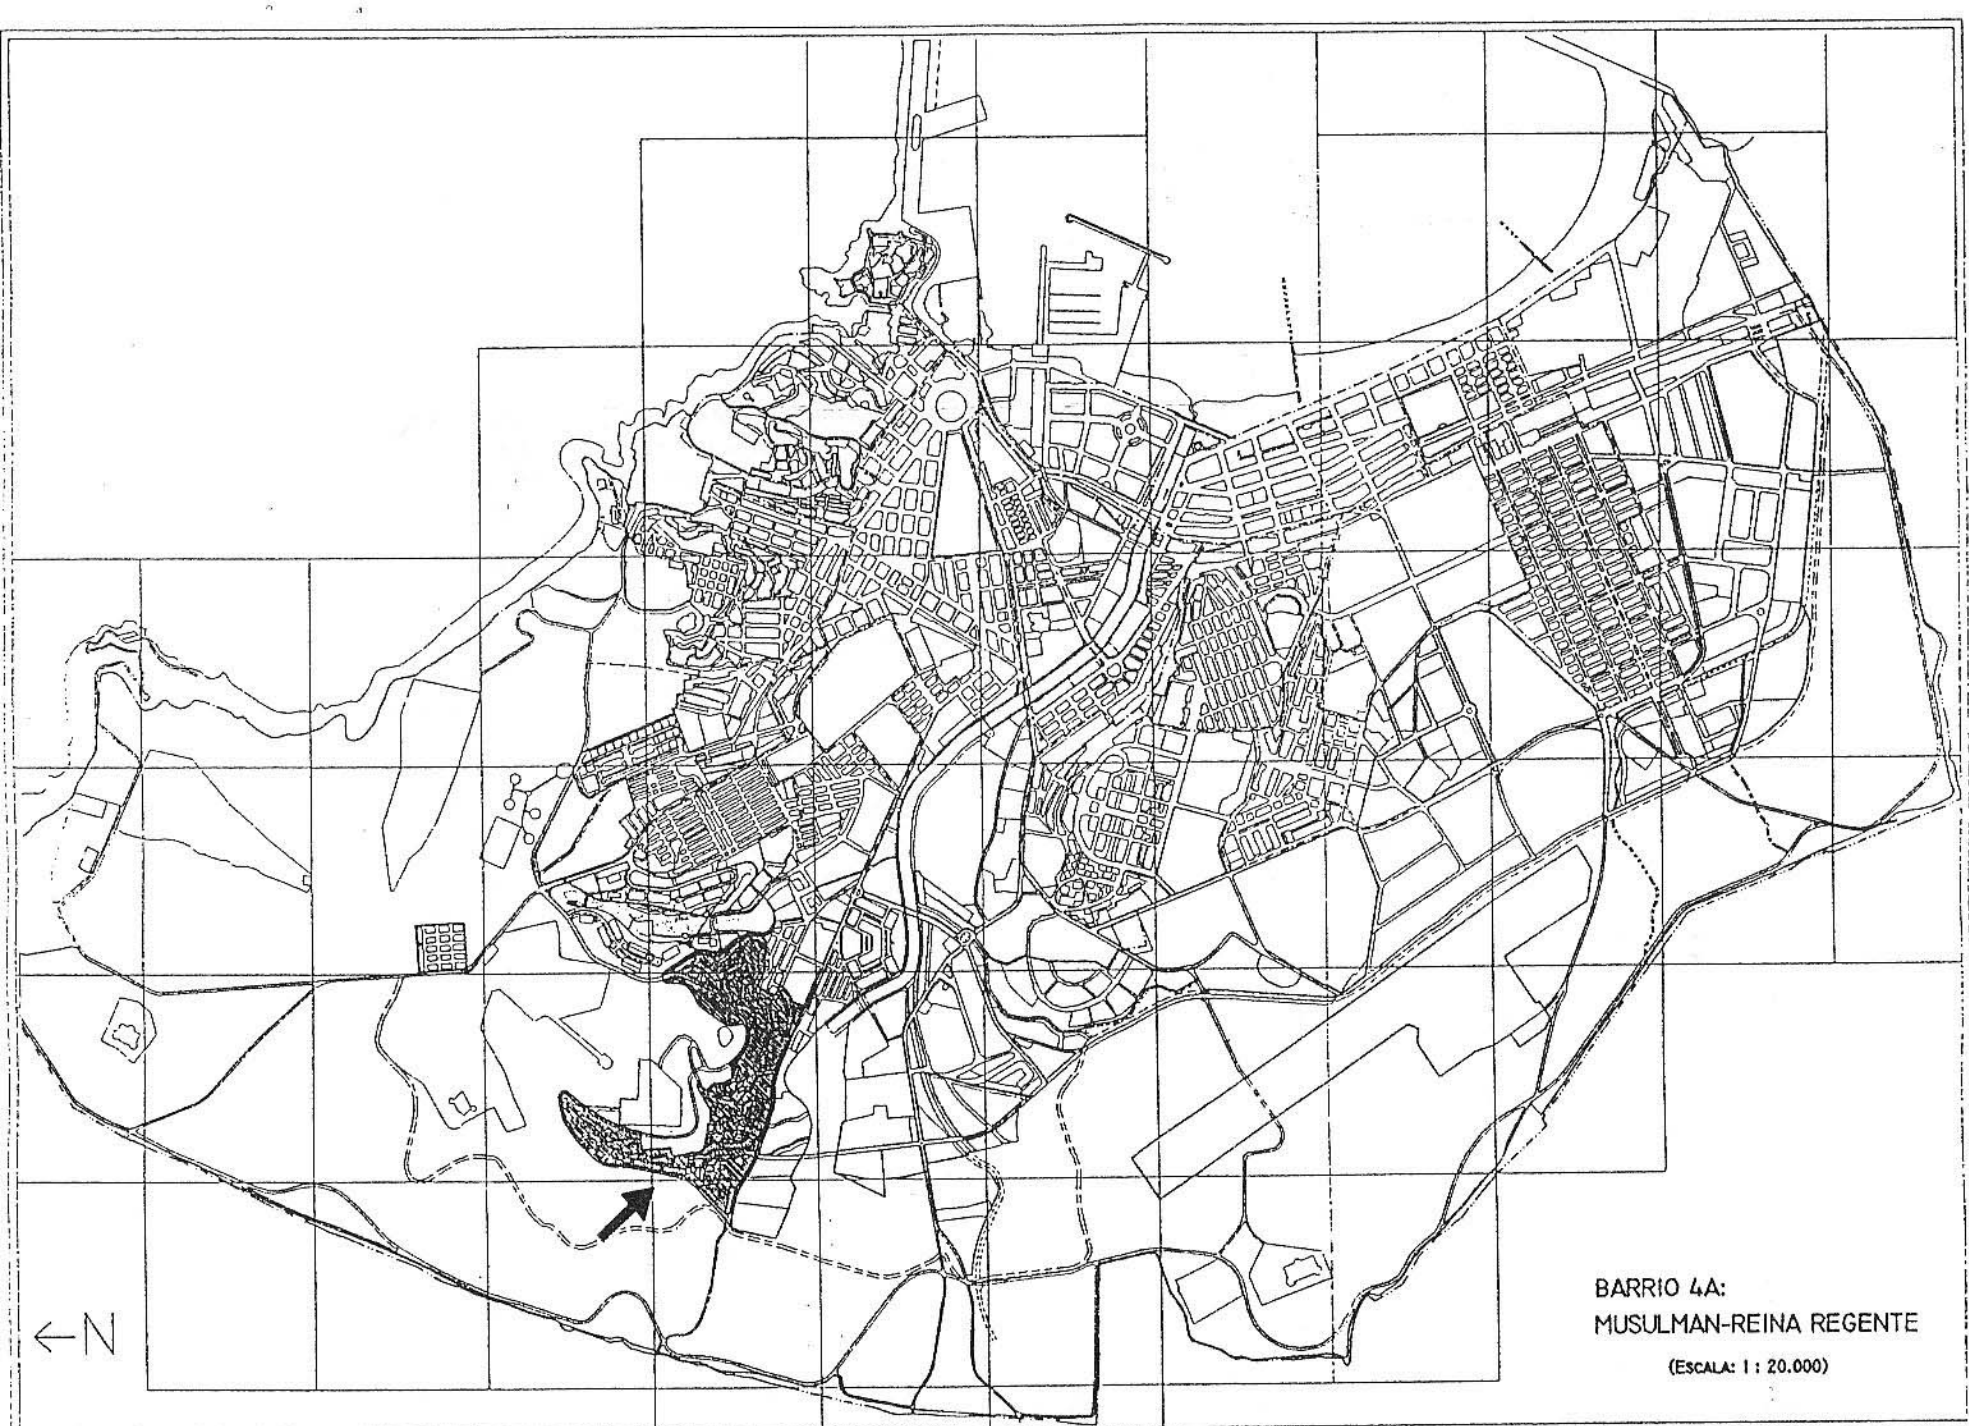 ←N
BARRIO 4A:
MUSULMAN-REINA REGENTE
(ESCALA: 1 : 20.000)